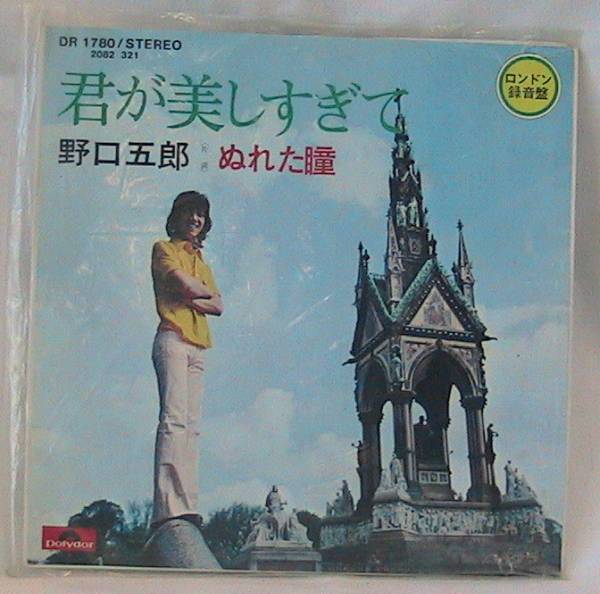 DR 1780/STEREO
2082 321
ロンドン
録音盤
君が美しすぎて
野口五郎
ぬれた瞳
Polydor